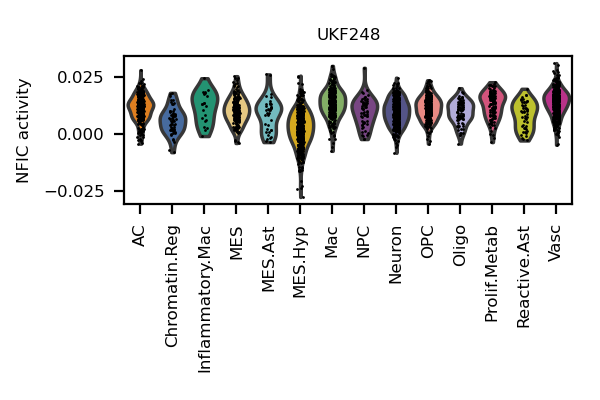 UKF248
NFIC activity
0.025
0.000
−0.025
AC
Chromatin.Reg
Inflammatory.Mac
MES
MES.Ast
MES.Hyp
Mac
NPC
Neuron
OPC
Oligo
Prolif.Metab
Reactive.Ast
Vasc